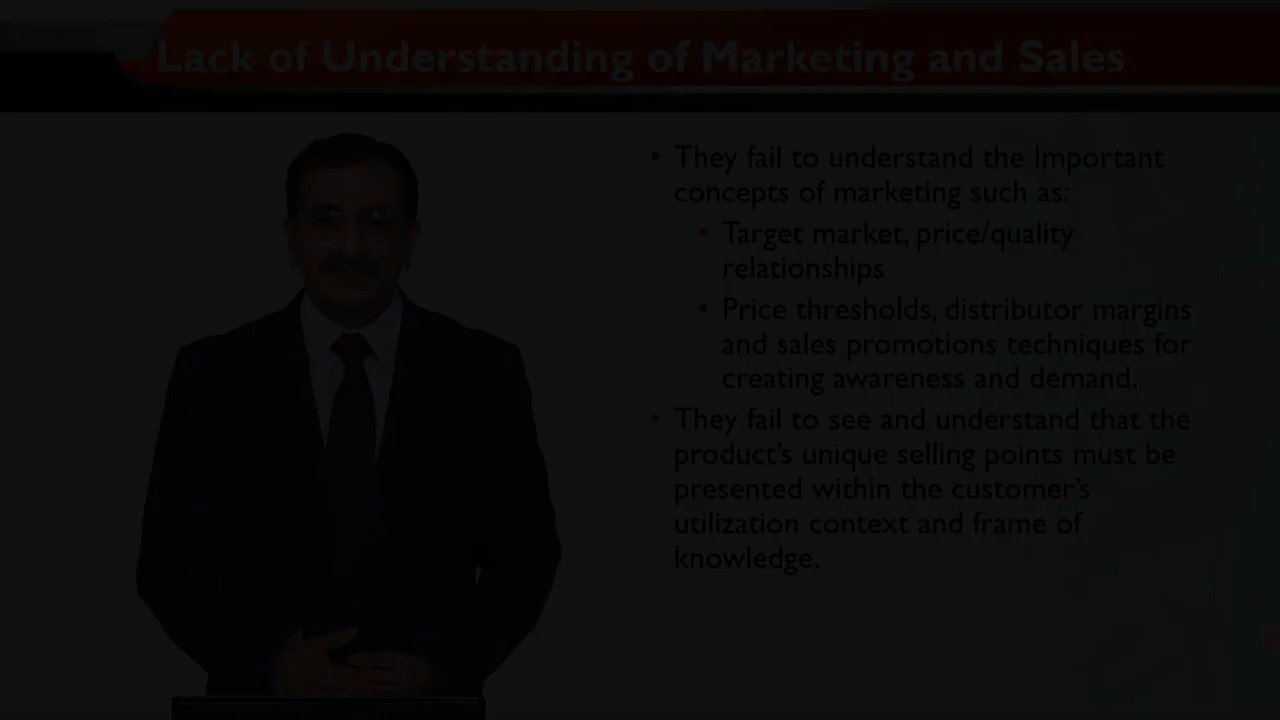 Lack of Understanding of Marketing and Sales
• They fail to understand the Important
concepts of marketing such as:
• Target market, price/quality
relationships
• Price thresholds, distributor margins
and sales promotions techniques for
creating awareness and demand.
• They fail to see and understand that the
product's unique selling points must be
presented within the customer's
utilization context and frame of
knowledge.